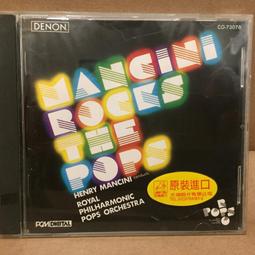 DENON
CO-73078
MANCINI
ROCKS
THE
POPS
HENRY MANCINI conducts
ROYAL
PHILHARMONIC
POPS ORCHESTRA
原裝進口
PCM DIGITAL